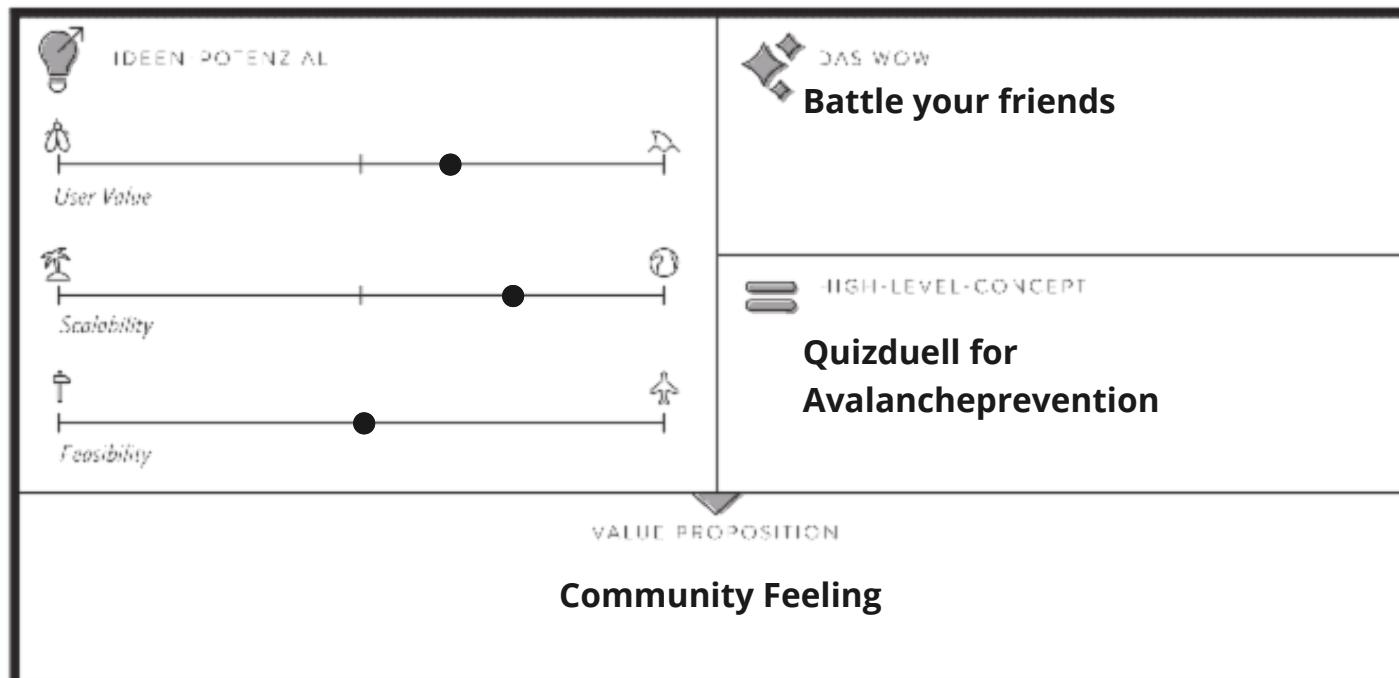 IDEEN-POTENZIAL
User Value
Scalability
Feasibility
DAS WOW
Battle your friends
HIGH-LEVEL-CONCEPT
Quizduell for
Avalancheprevention
VALUE PROPOSITION
Community Feeling